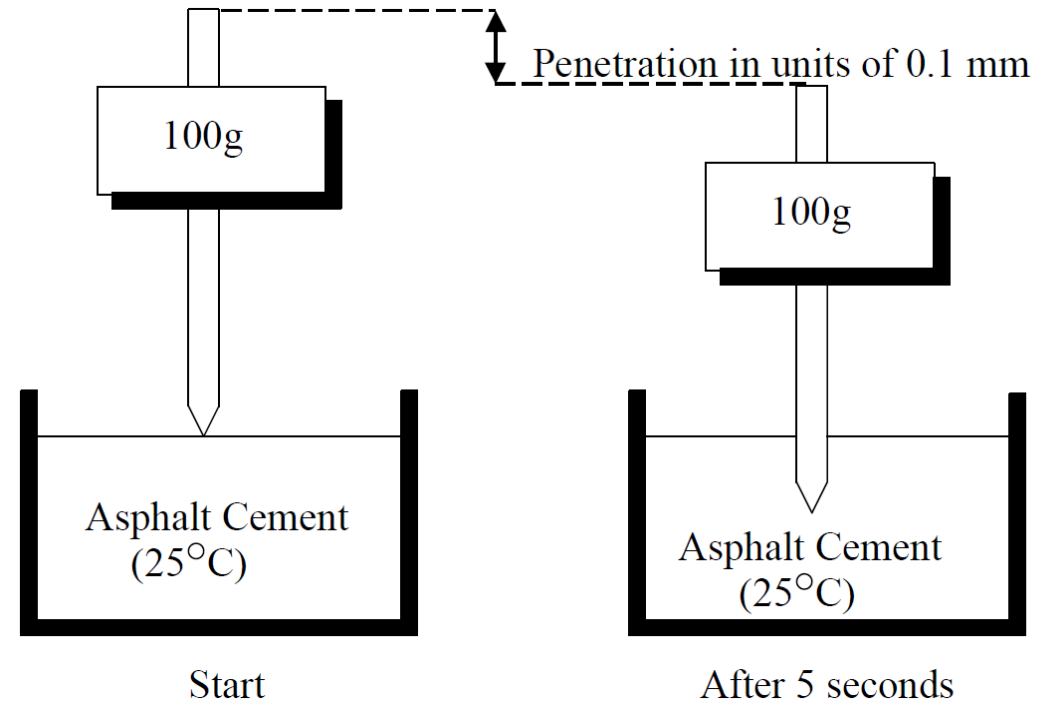 Penetration in units of 0.1 mm
100g
100g
Asphalt Cement
(25°C)
Asphalt Cement
(25°C)
Start
After 5 seconds